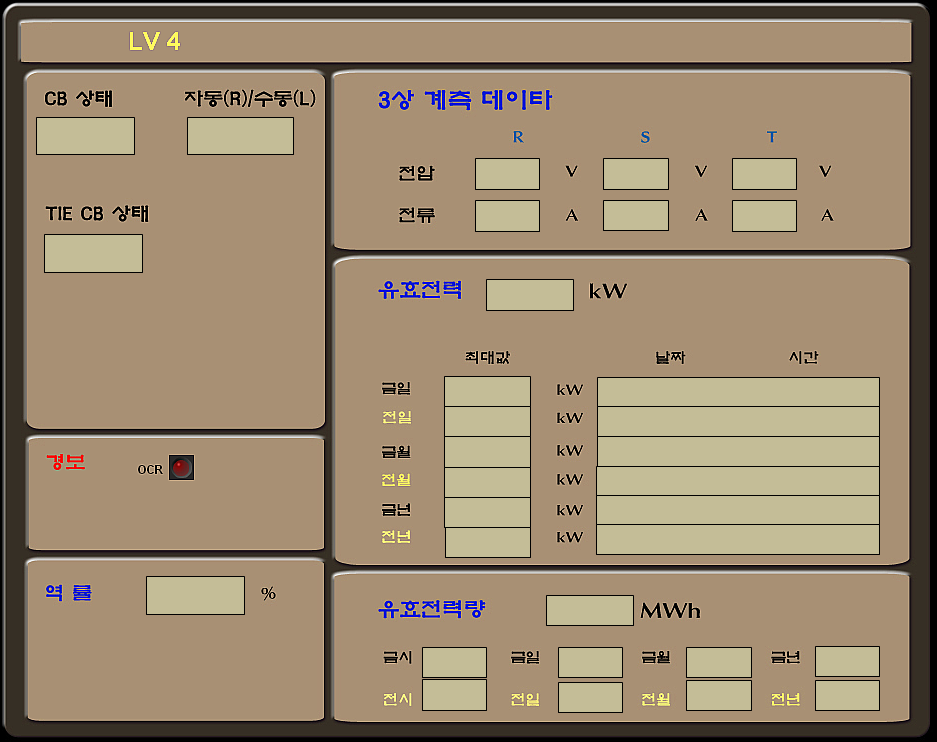 LV 4
CB 상태 자동(R)/수동(L)
TIE CB 상태
3상 계측 데이타
R S T
전압 V V V
전류 A A A
유효전력 kW
최대값 날짜 시간
금일 kW
전일 kW
금월 kW
전월 kW
금년 kW
전년 kW
경보 OCR
역 률 %
유효전력량 MWh
금시 금일 금월 금년
전시 전일 전월 전년